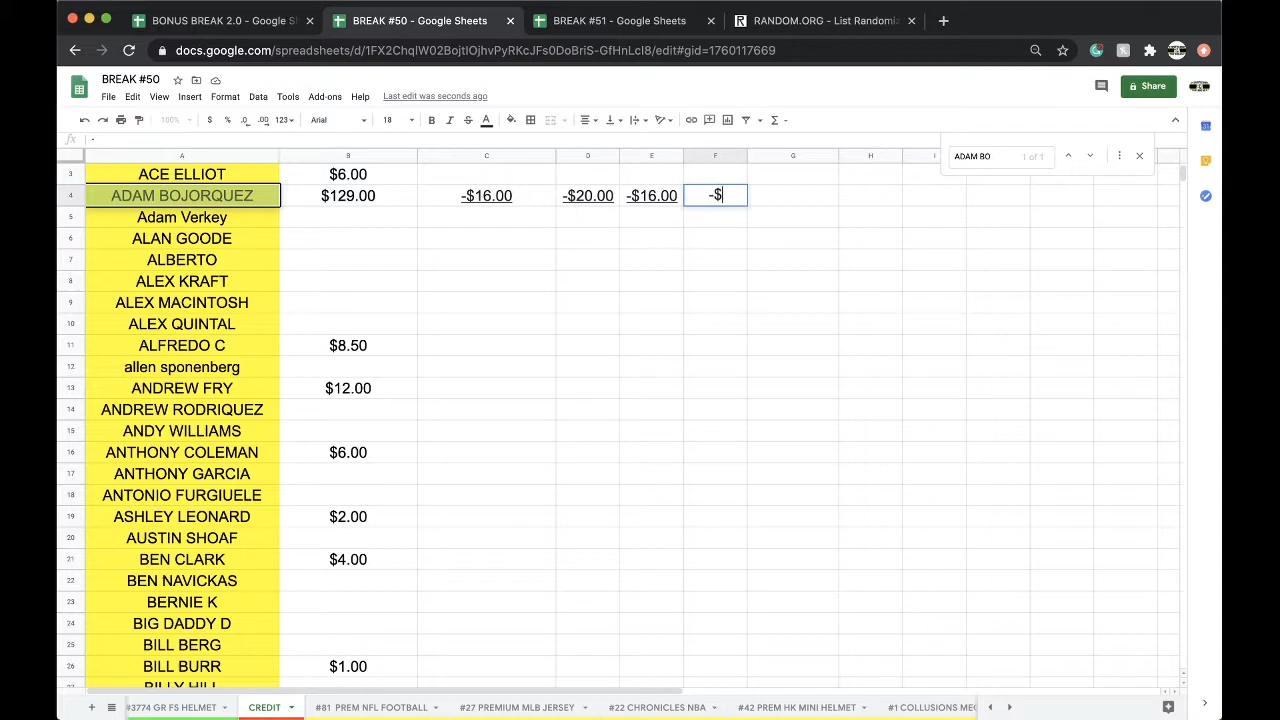 BONUS BREAK 2.0 - Google S
BREAK #50 - Google Sheets
BREAK #51 - Google Sheets
RANDOM.ORG - List Randomi
docs.google.com/spreadsheets/d/1FX2ChqIW02BojtIOjhvPyRKcJFs0DoBriS-GfHnLcI8/edit#gid=1760117669
BREAK #50
File Edit View Insert Format Data Tools Add-ons Help Last edit was seconds ago
Share
100% $ % .0 .00 123 Arial 18 B I S A
fx -
ADAM BO 1 of 1
A B C D E F G H I
3 ACE ELLIOT $6.00
4 ADAM BOJORQUEZ $129.00 -$16.00 -$20.00 -$16.00 -$
5 Adam Verkey
6 ALAN GOODE
7 ALBERTO
8 ALEX KRAFT
9 ALEX MACINTOSH
10 ALEX QUINTAL
11 ALFREDO C $8.50
12 allen sponenberg
13 ANDREW FRY $12.00
14 ANDREW RODRIQUEZ
15 ANDY WILLIAMS
16 ANTHONY COLEMAN $6.00
17 ANTHONY GARCIA
18 ANTONIO FURGIUELE
19 ASHLEY LEONARD $2.00
20 AUSTIN SHOAF
21 BEN CLARK $4.00
22 BEN NAVICKAS
23 BERNIE K
24 BIG DADDY D
25 BILL BERG
26 BILL BURR $1.00
BILLY HILL
#3774 GR FS HELMET CREDIT #81 PREM NFL FOOTBALL #27 PREMIUM MLB JERSEY #22 CHRONICLES NBA #42 PREM HK MINI HELMET #1 COLLUSIONS MEG